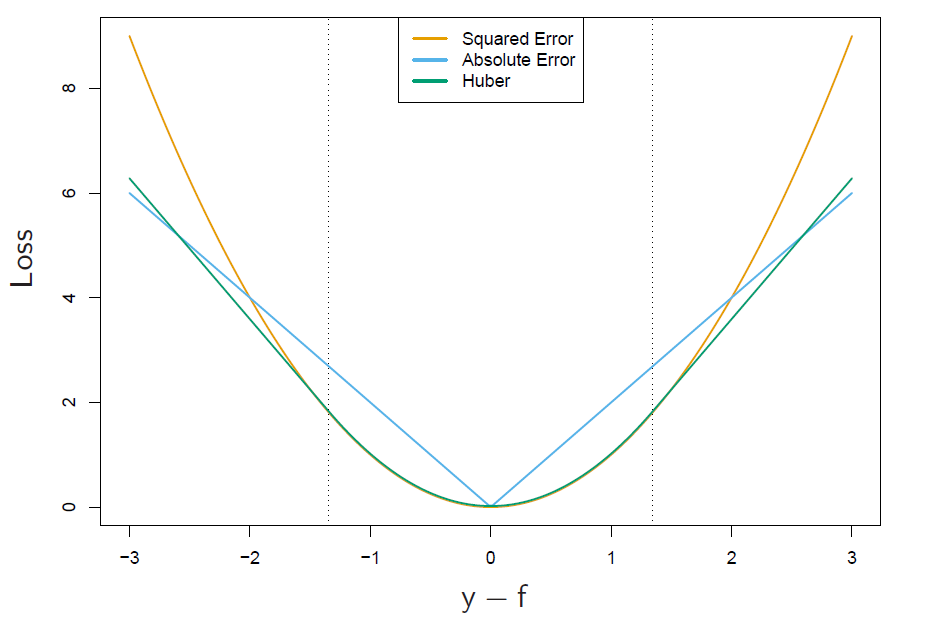 Squared Error
Absolute Error
Huber
8
6
4
2
0
Loss
−3 −2 −1 0 1 2 3
y − f